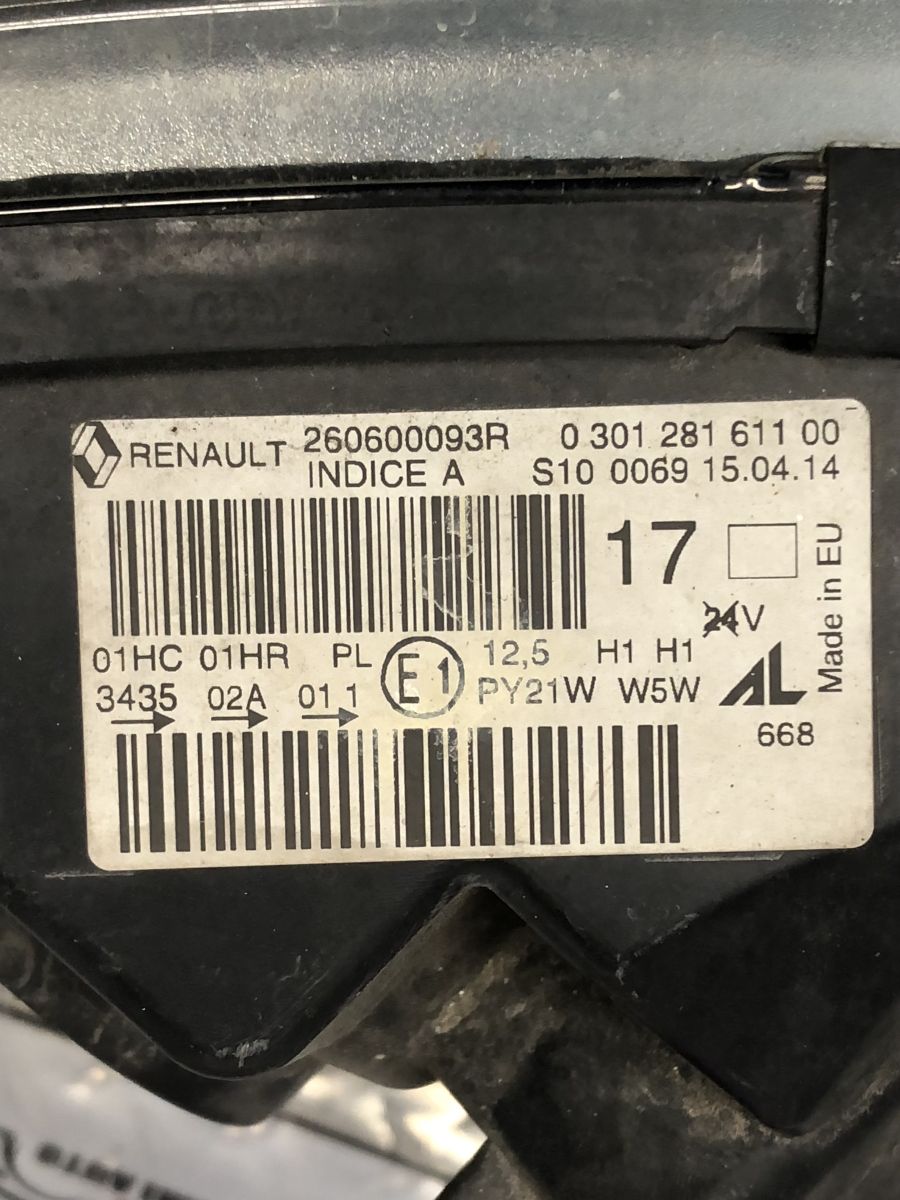 RENAULT 260600093R 0 301 281 611 00
INDICE A S10 0069 15.04.14
17
24V
Made in EU
01HC 01HR PL E1 12,5 H1 H1
3435 02A 01 1 PY21W W5W AL
668